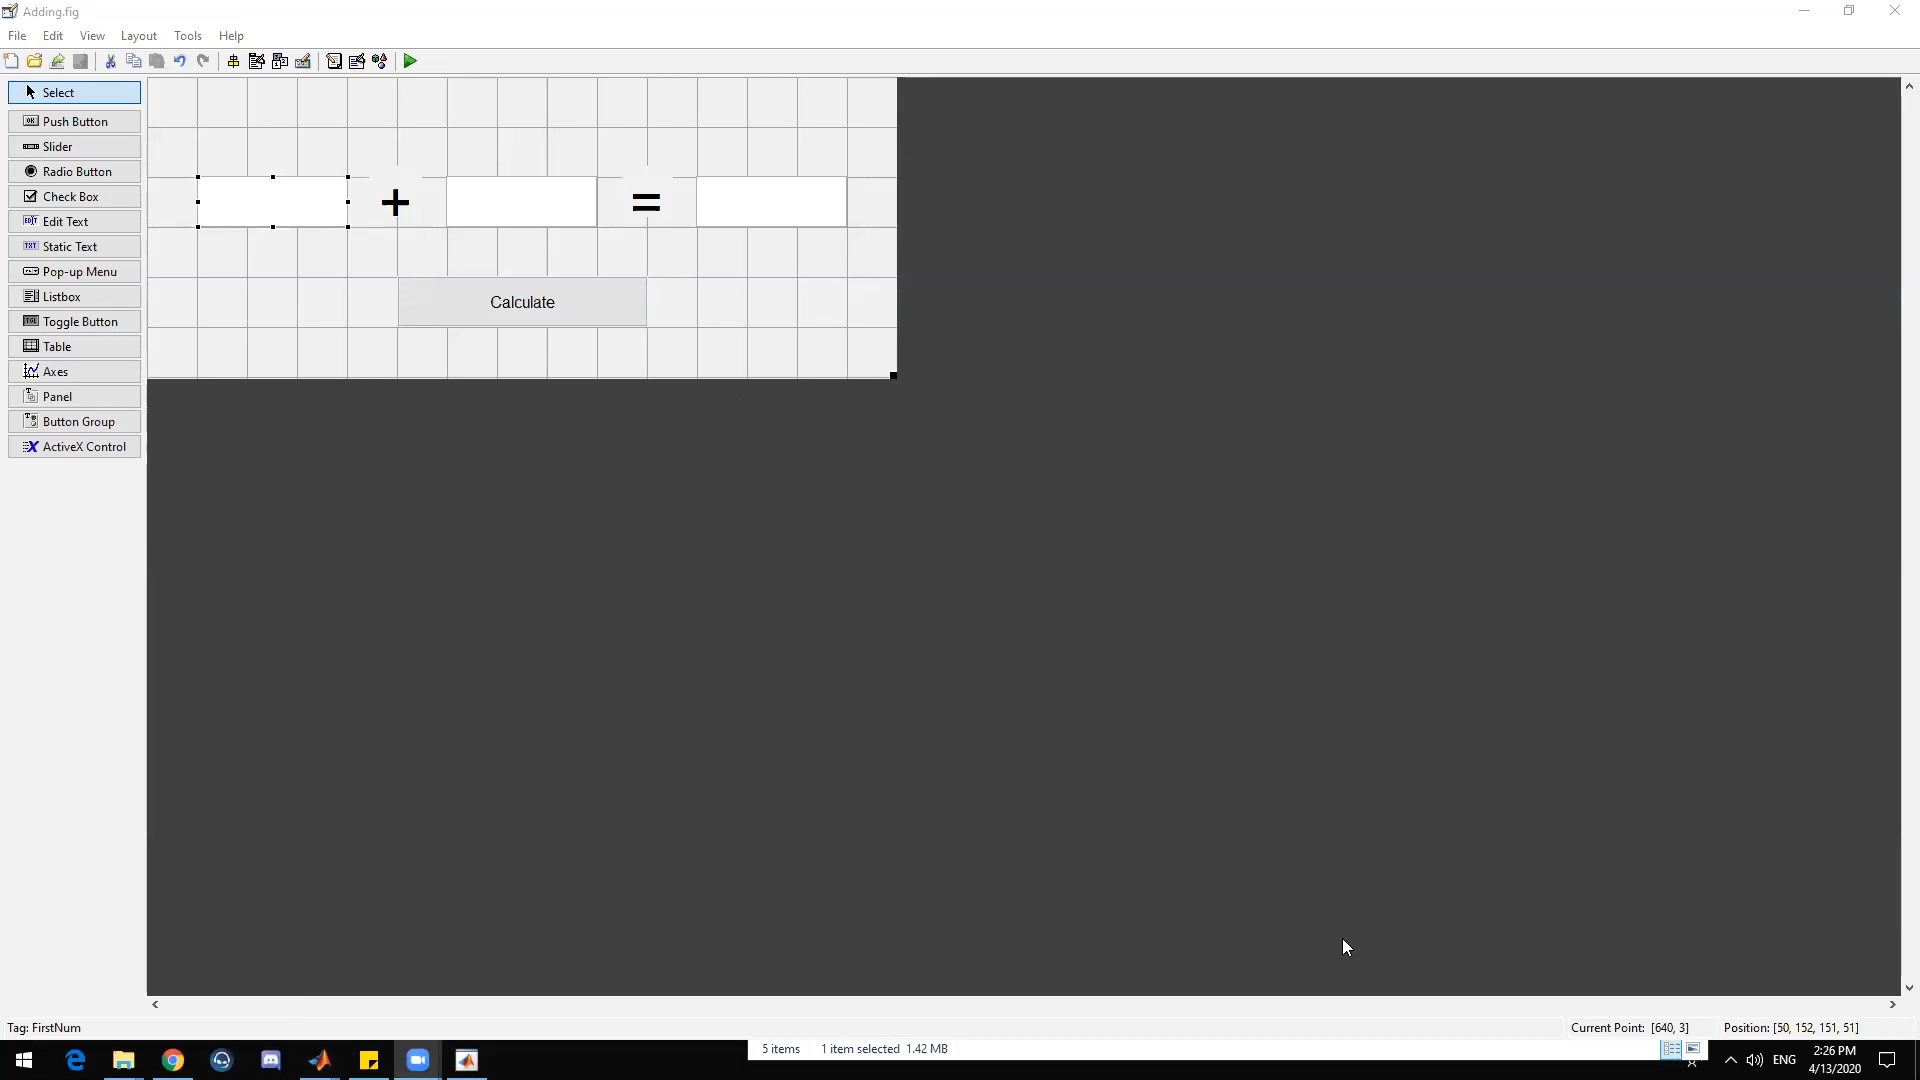 Adding.fig
File Edit View Layout Tools Help
Select
Push Button
Slider
Radio Button
Check Box
Edit Text
Static Text
Pop-up Menu
Listbox
Toggle Button
Table
Axes
Panel
Button Group
ActiveX Control
+ =
Calculate
Tag: FirstNum
Current Point: [640, 3] Position: [50, 152, 151, 51]
5 items 1 item selected 1.42 MB
ENG
2:26 PM
4/13/2020